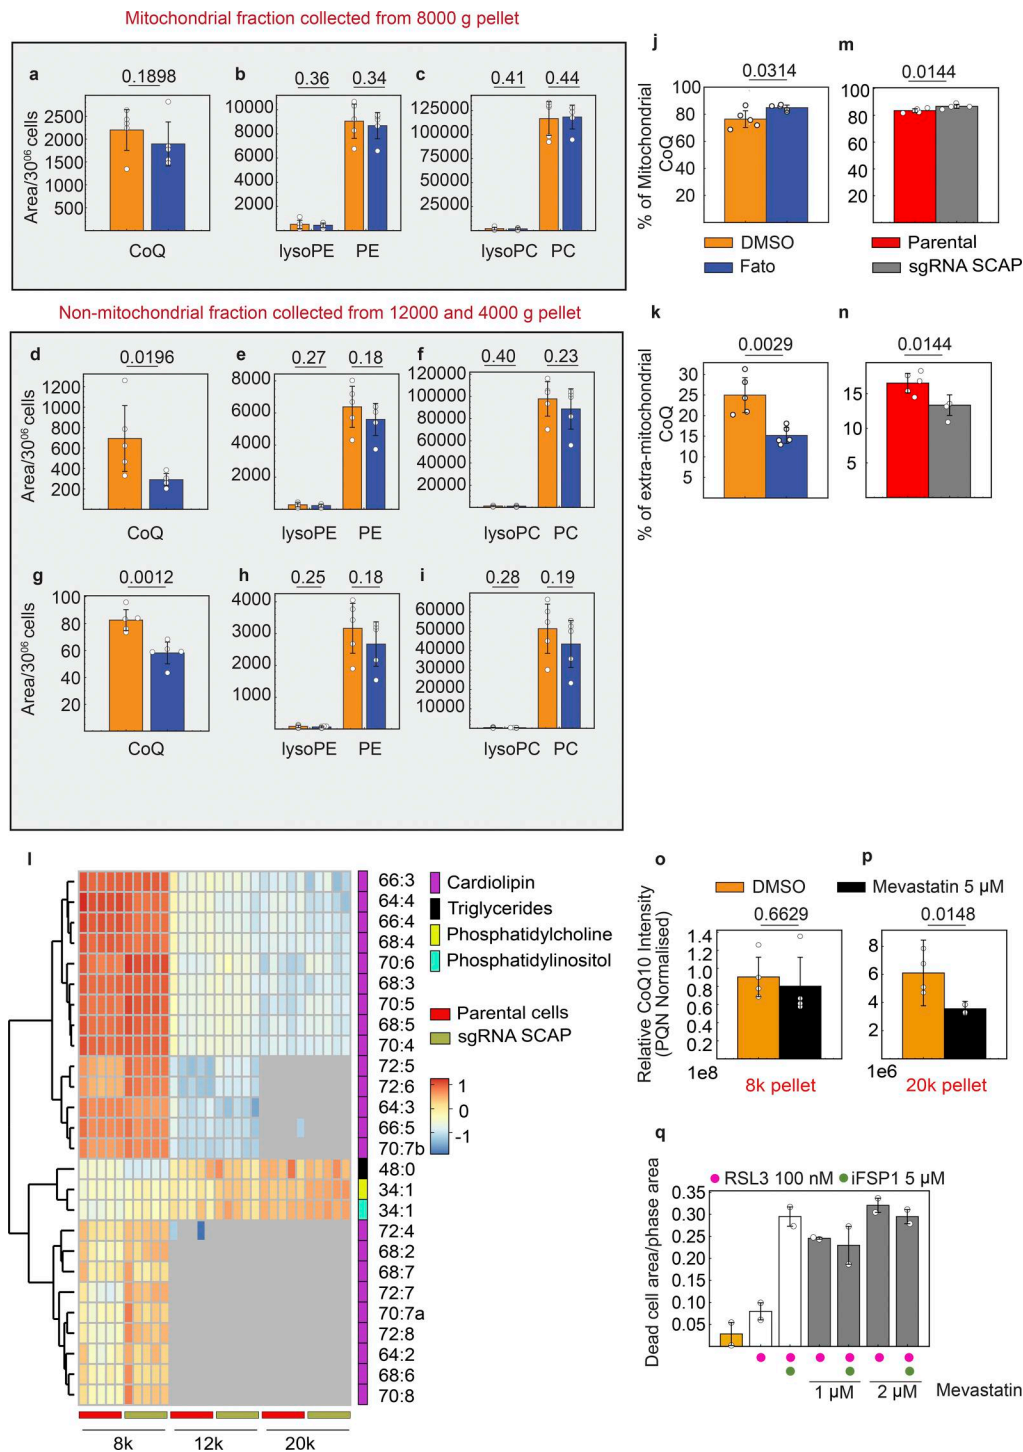 Mitochondrial fraction collected from 8000 g pellet
a
0.1898
Area/30⁰⁶ cells
2500
2000
1500
1000
500
CoQ
b
0.36
0.34
10000
8000
6000
4000
2000
lysoPE
PE
c
0.41
0.44
125000
100000
75000
50000
25000
lysoPC
PC
j
0.0314
% of Mitochondrial
CoQ
100
80
60
40
20
DMSO
Fato
m
0.0144
100
80
60
40
20
Parental
sgRNA SCAP
Non-mitochondrial fraction collected from 12000 and 4000 g pellet
d
0.0196
Area/30⁰⁶ cells
1200
1000
800
600
400
200
CoQ
e
0.27
0.18
8000
6000
4000
2000
lysoPE
PE
f
0.40
0.23
120000
100000
80000
60000
40000
20000
lysoPC
PC
k
0.0029
% of extra-mitochondrial
CoQ
30
25
20
15
10
5
n
0.0144
15
10
5
g
0.0012
Area/30⁰⁶ cells
100
80
60
40
20
CoQ
h
0.25
0.18
4000
3000
2000
1000
lysoPE
PE
i
0.28
0.19
60000
50000
40000
30000
20000
10000
lysoPC
PC
l
66:3
64:4
66:4
68:4
70:6
68:3
70:5
68:5
70:4
72:5
72:6
64:3
66:5
70:7b
48:0
34:1
34:1
72:4
68:2
68:7
72:7
70:7a
72:8
64:2
68:6
70:8
8k
12k
20k
Cardiolipin
Triglycerides
Phosphatidylcholine
Phosphatidylinositol
Parental cells
sgRNA SCAP
1
0
-1
o
p
DMSO
Mevastatin 5 µM
0.6629
Relative CoQ10 Intensity
(PQN Normalised)
1.4
1.2
1.0
0.8
0.6
0.4
0.2
1e8
8k pellet
0.0148
8
6
4
2
1e6
20k pellet
q
RSL3 100 nM
iFSP1 5 µM
Dead cell area/phase area
0.35
0.30
0.25
0.20
0.15
0.10
0.05
1 µM
2 µM
Mevastatin